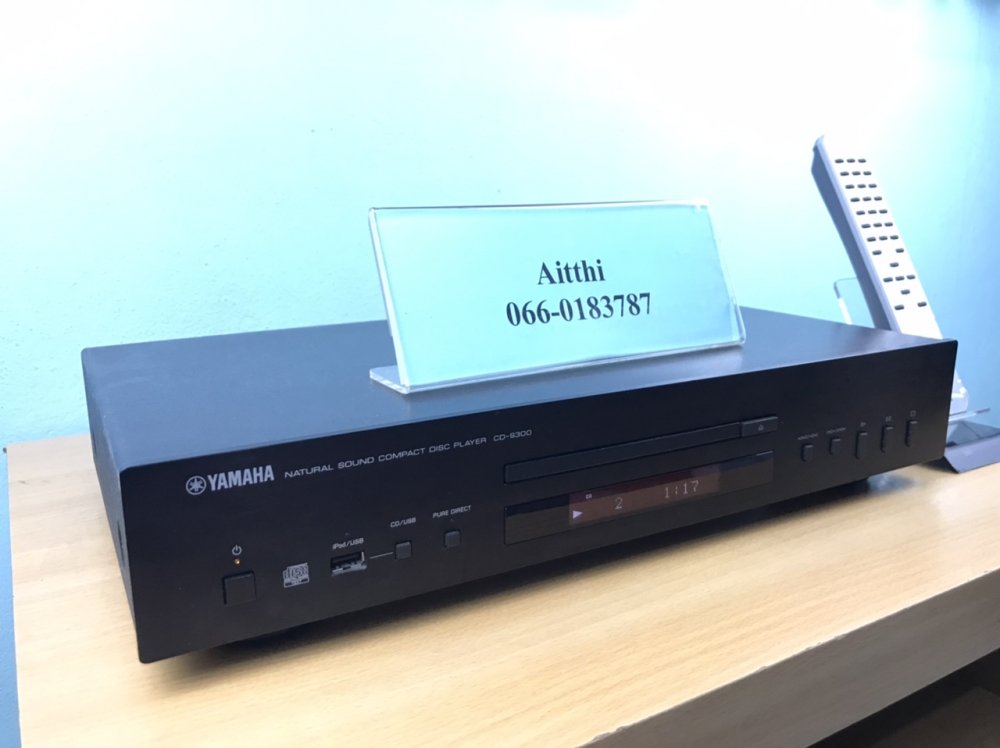 Aitthi
066-0183787
YAMAHA NATURAL SOUND COMPACT DISC PLAYER CD-S300
CD
2 1:17
iPod/USB
CD/USB
PURE DIRECT